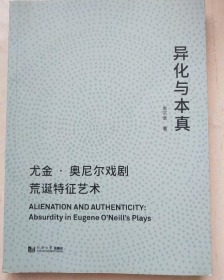 异化与本真
著
尤金·奥尼尔戏剧
荒诞特征艺术
ALIENATION AND AUTHENTICITY:
Absurdity in Eugene O'Neill's Plays